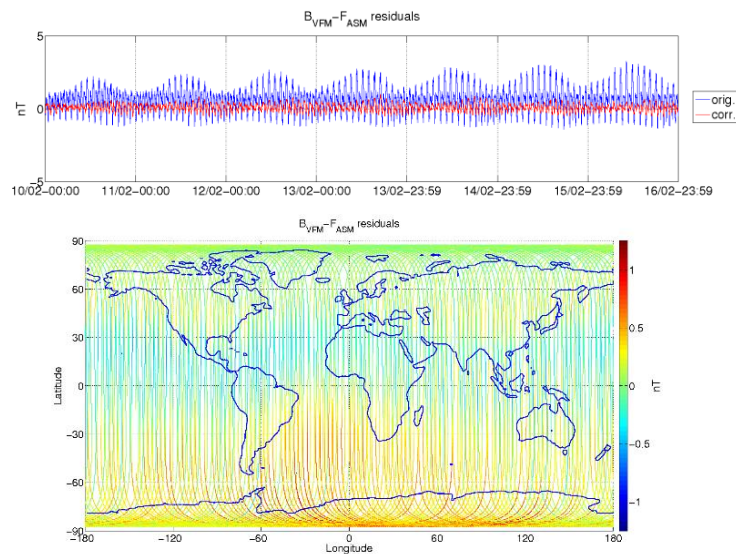 B_VFM−F_ASM residuals
5
0
−5
nT
10/02−00:00 11/02−00:00 12/02−00:00 13/02−00:00 13/02−23:59 14/02−23:59 15/02−23:59 16/02−23:59
orig.
corr.
B_VFM−F_ASM residuals
90
60
30
0
−30
−60
−90
Latitude
−180 −120 −60 0 60 120 180
Longitude
1
0.5
0
−0.5
−1
nT